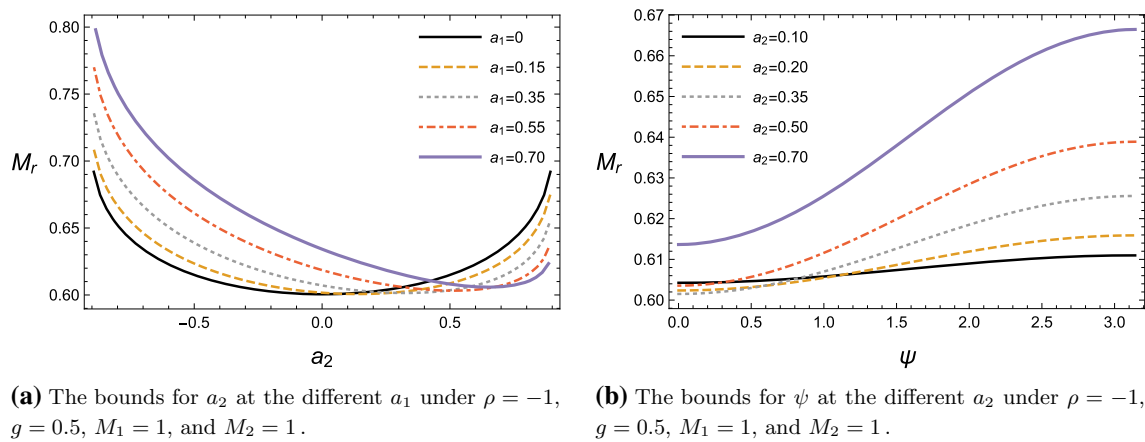 0.80
0.75
0.70
M_r
0.65
0.60
−0.5
0.0
0.5
a_2
a_1=0
a_1=0.15
a_1=0.35
a_1=0.55
a_1=0.70
0.67
0.66
0.65
0.64
M_r
0.63
0.62
0.61
0.60
0.0
0.5
1.0
1.5
2.0
2.5
3.0
ψ
a_2=0.10
a_2=0.20
a_2=0.35
a_2=0.50
a_2=0.70
(a) The bounds for a_2 at the different a_1 under ρ = −1,
g = 0.5, M_1 = 1, and M_2 = 1 .
(b) The bounds for ψ at the different a_2 under ρ = −1,
g = 0.5, M_1 = 1, and M_2 = 1 .